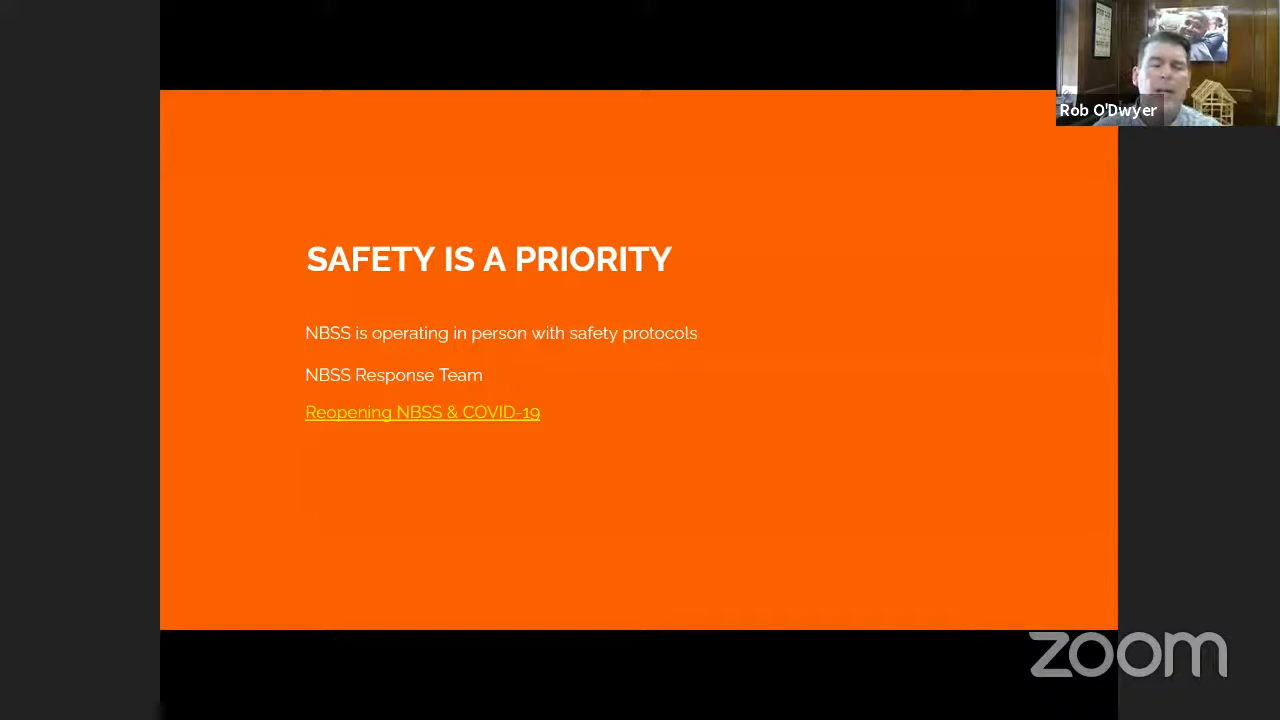 Rob O'Dwyer
SAFETY IS A PRIORITY
NBSS is operating in person with safety protocols
NBSS Response Team
Reopening NBSS & COVID-19
zoom